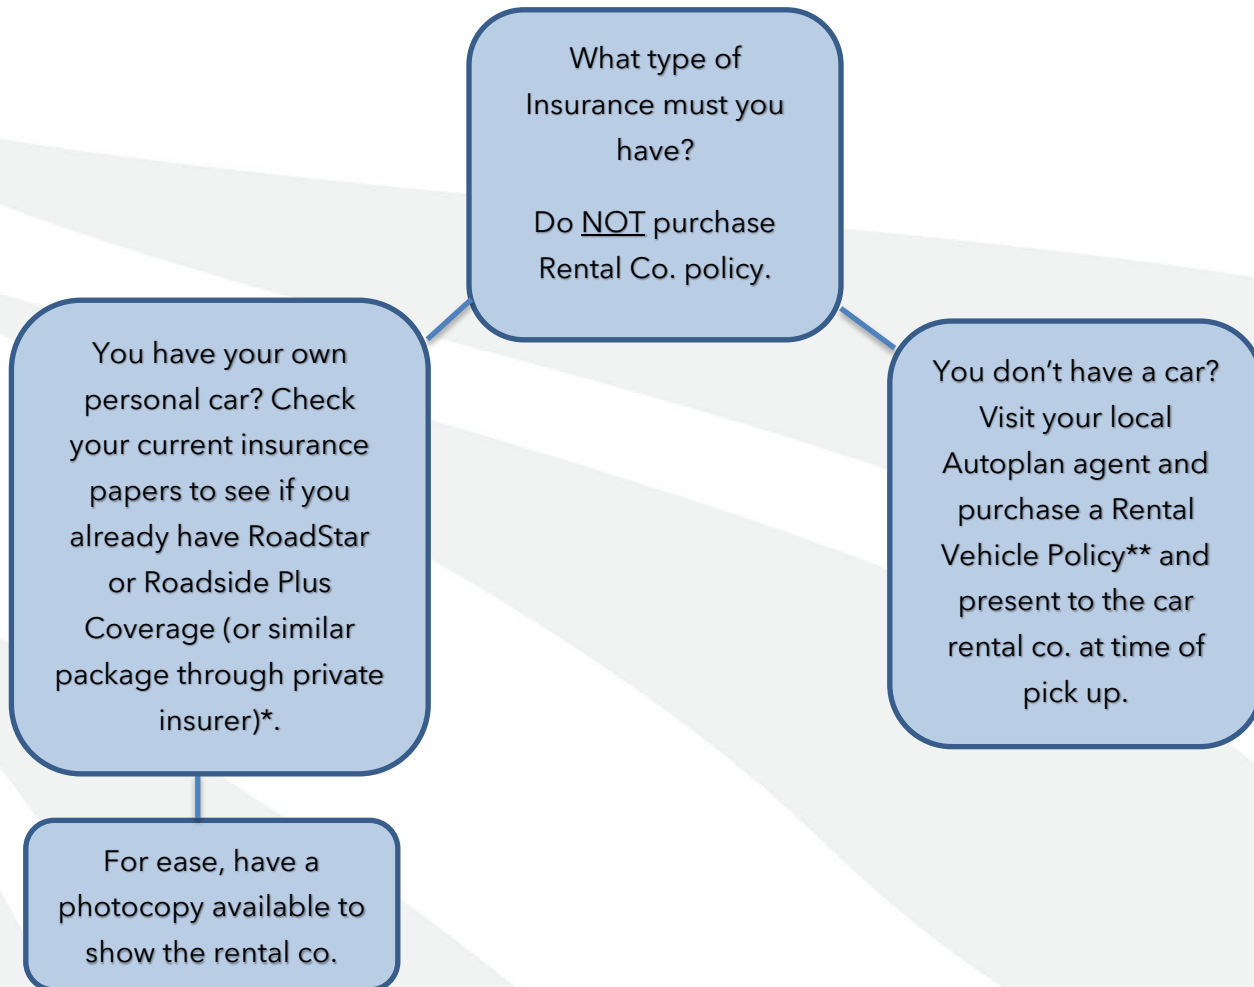 What type of
Insurance must you
have?
Do NOT purchase
Rental Co. policy.
You have your own
personal car? Check
your current insurance
papers to see if you
already have RoadStar
or Roadside Plus
Coverage (or similar
package through private
insurer)*.
For ease, have a
photocopy available to
show the rental co.
You don’t have a car?
Visit your local
Autoplan agent and
purchase a Rental
Vehicle Policy** and
present to the car
rental co. at time of
pick up.